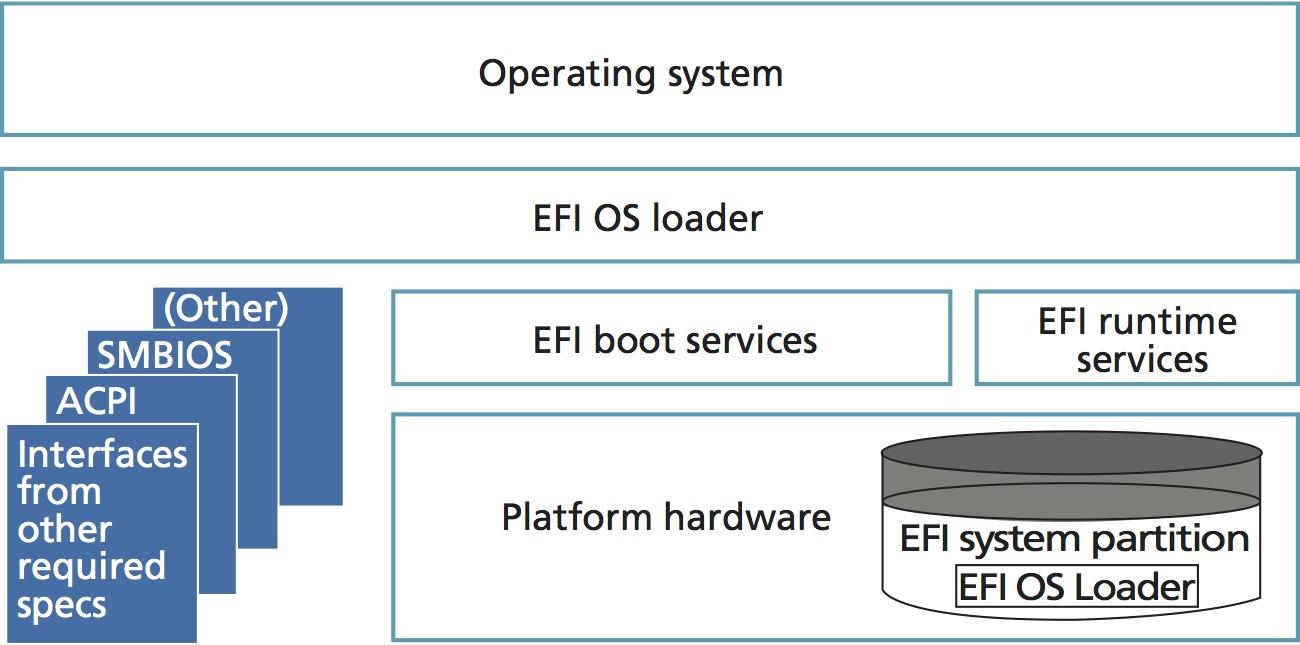 Operating system
EFI OS loader
(Other)
SMBIOS
ACPI
Interfaces
from
other
required
specs
EFI boot services
EFI runtime
services
Platform hardware
EFI system partition
EFI OS Loader